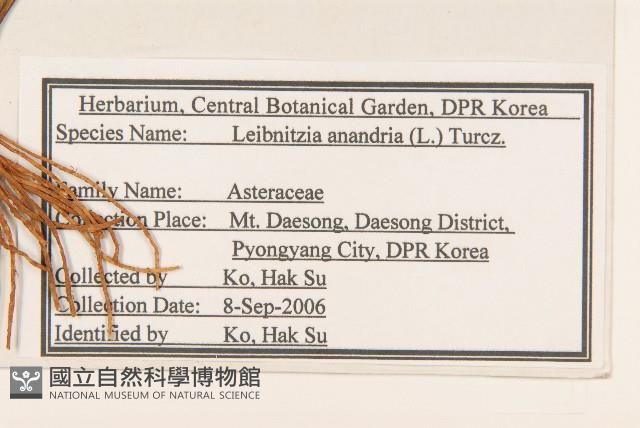 Herbarium, Central Botanical Garden, DPR Korea
Species Name: Leibnitzia anandria (L.) Turcz.
Family Name: Asteraceae
Collection Place: Mt. Daesong, Daesong District,
Pyongyang City, DPR Korea
Collected by Ko, Hak Su
Collection Date: 8-Sep-2006
Identified by Ko, Hak Su
國立自然科學博物館
NATIONAL MUSEUM OF NATURAL SCIENCE